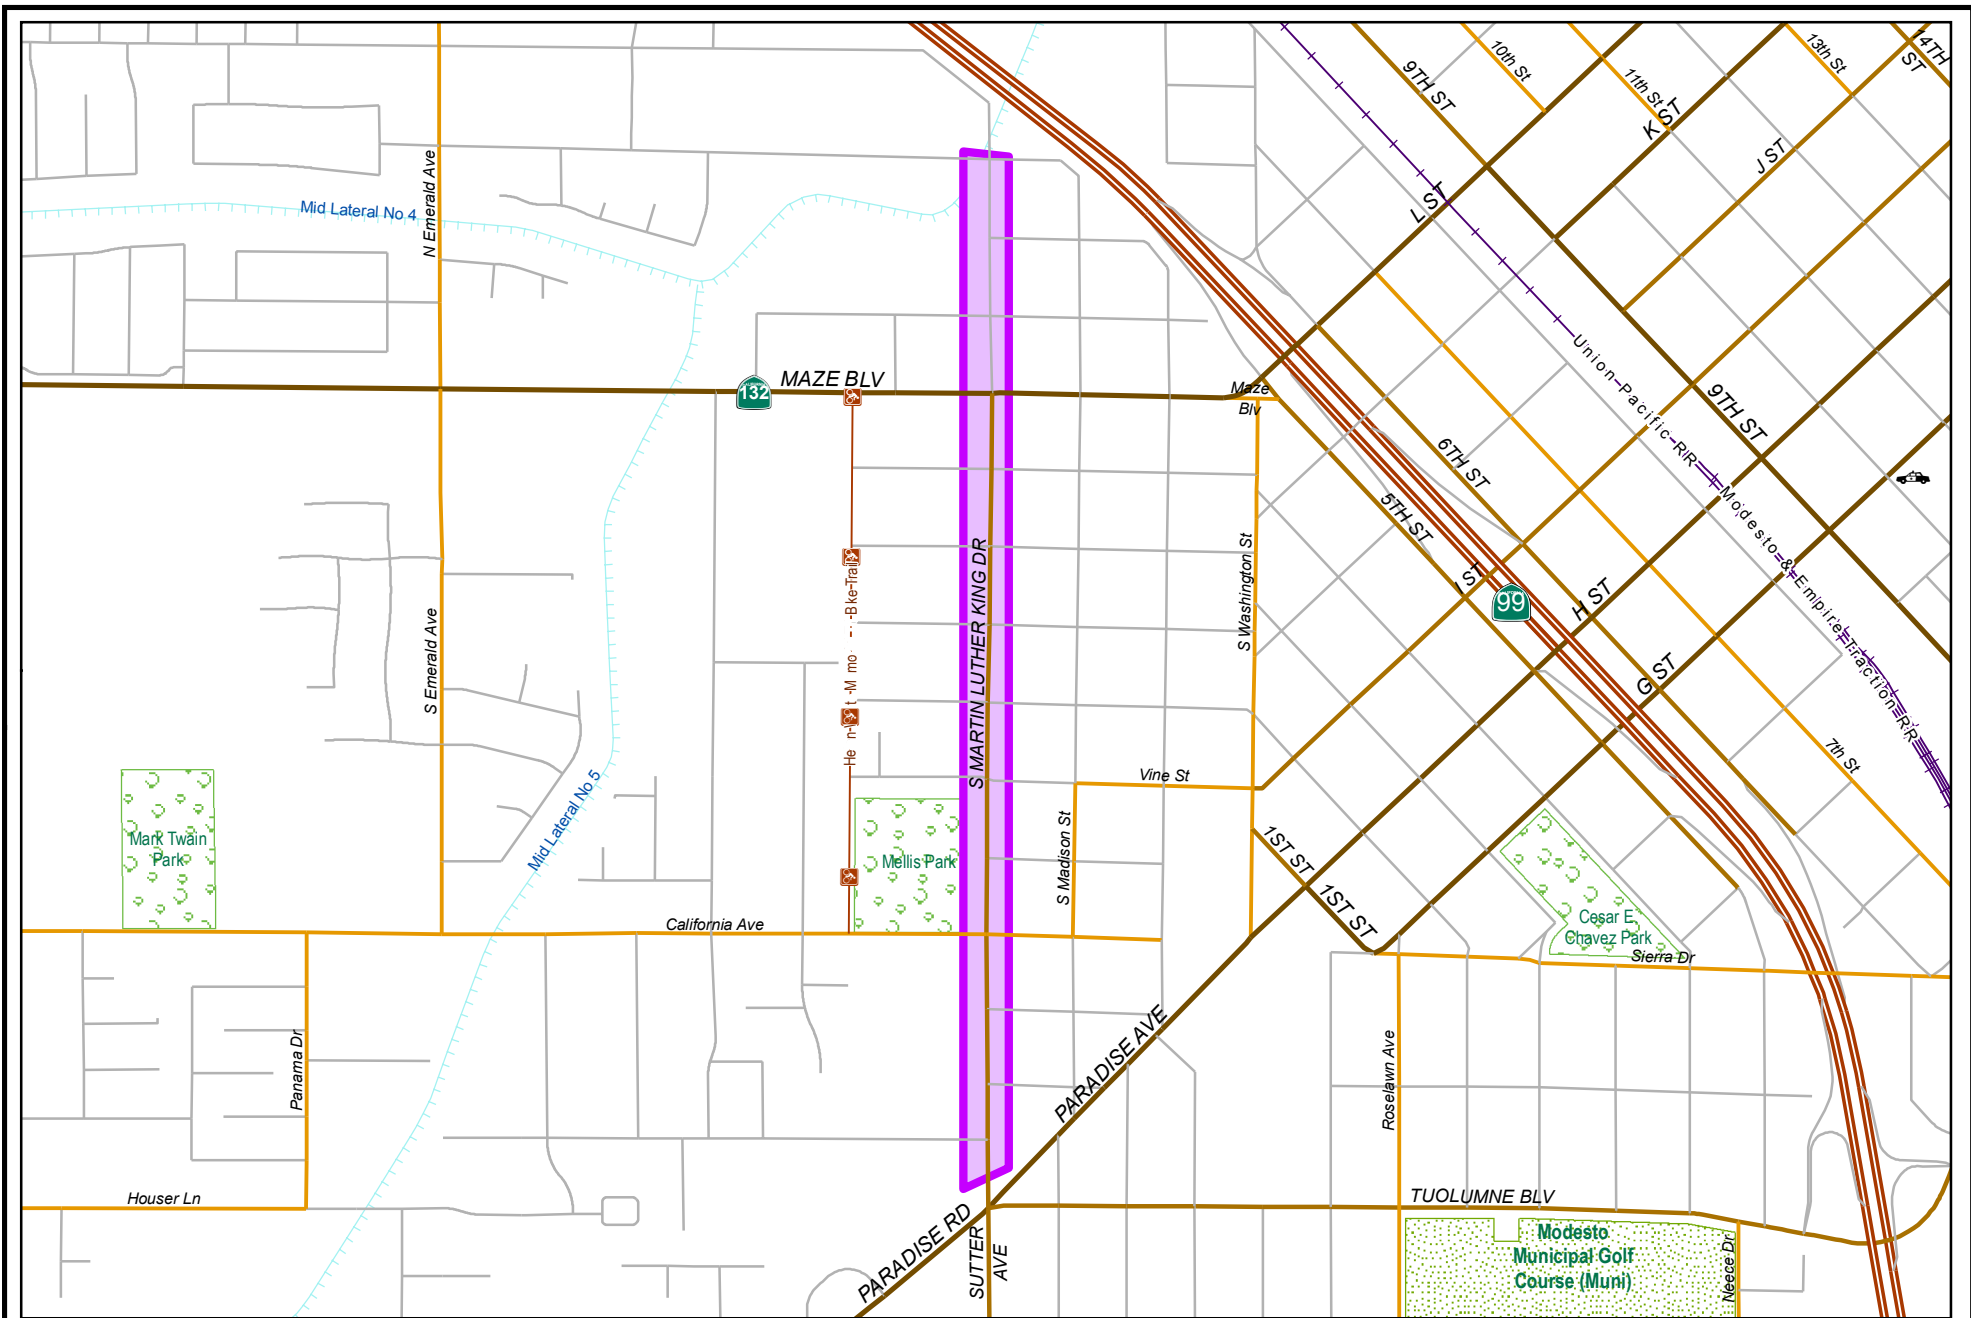 10th St
13th St
14TH
ST
9TH ST
11th St
K ST
J ST
N Emerald Ave
Mid Lateral No 4
L ST
Union Pacific RR
MAZE BLV
132
Maze
Blv
9TH ST
6TH ST
5TH ST
Modesto & Empire Traction RR
S Emerald Ave
S MARTIN LUTHER KING DR
S Washington St
I ST
99
H ST
G ST
7th St
Vine St
Mid Lateral No 5
Mark Twain
Park
Mellis Park
S Madison St
1ST ST
1ST ST
California Ave
Cesar E
Chavez Park
Sierra Dr
Panama Dr
PARADISE AVE
Roselawn Ave
Houser Ln
TUOLUMNE BLV
PARADISE RD
SUTTER
AVE
Modesto
Municipal Golf
Course (Muni)
Neece Dr